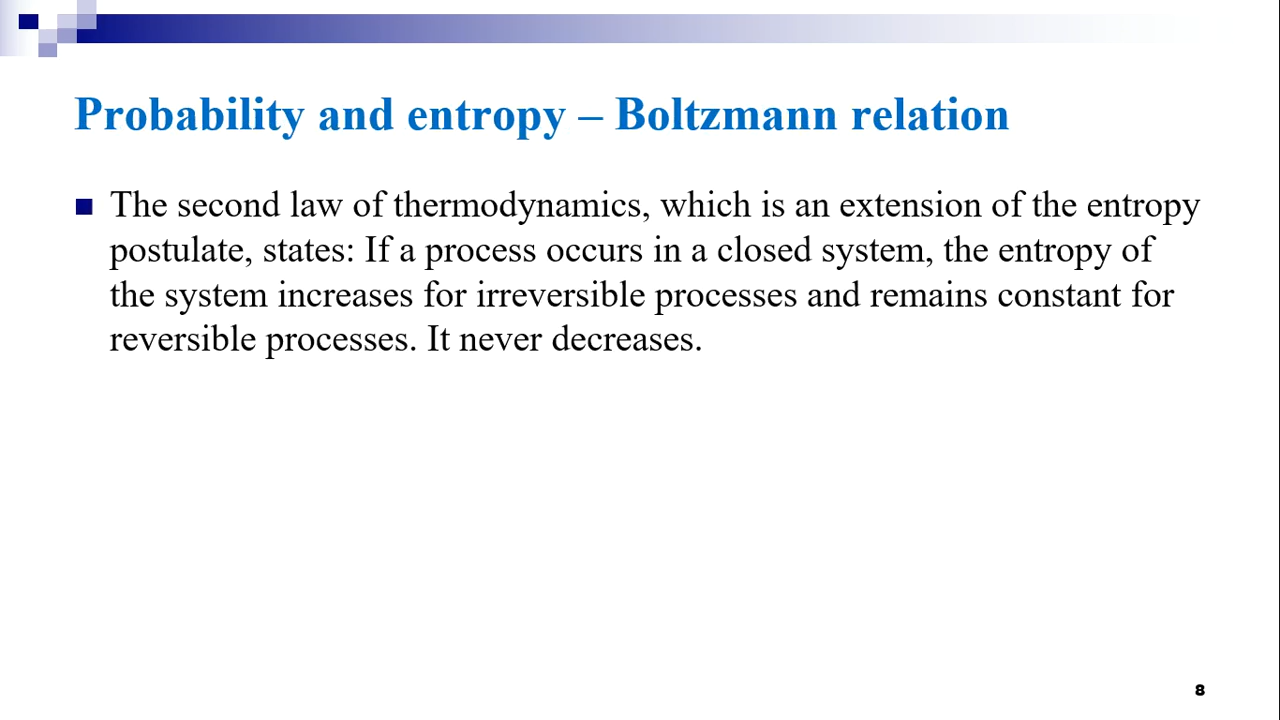 Probability and entropy – Boltzmann relation
The second law of thermodynamics, which is an extension of the entropy
postulate, states: If a process occurs in a closed system, the entropy of
the system increases for irreversible processes and remains constant for
reversible processes. It never decreases.
8